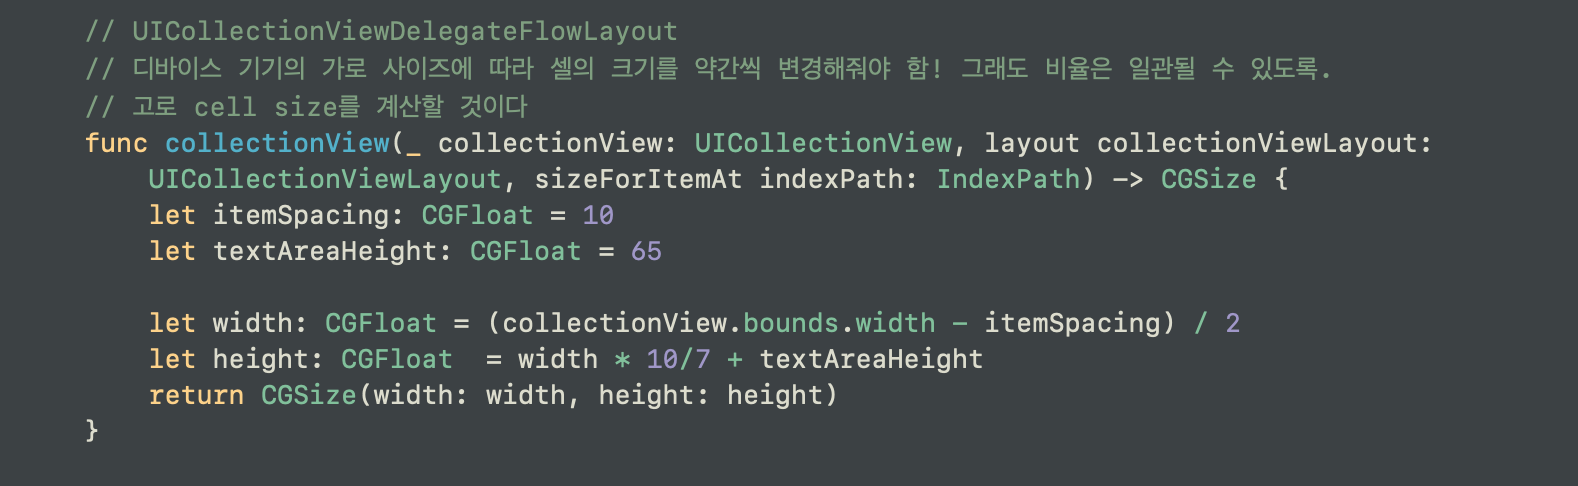 // UICollectionViewDelegateFlowLayout
// 디바이스 기기의 가로 사이즈에 따라 셀의 크기를 약간씩 변경해줘야 함! 그래도 비율은 일관될 수 있도록.
// 고로 cell size를 계산할 것이다
func collectionView(_ collectionView: UICollectionView, layout collectionViewLayout:
UICollectionViewLayout, sizeForItemAt indexPath: IndexPath) -> CGSize {
let itemSpacing: CGFloat = 10
let textAreaHeight: CGFloat = 65
let width: CGFloat = (collectionView.bounds.width - itemSpacing) / 2
let height: CGFloat  = width * 10/7 + textAreaHeight
return CGSize(width: width, height: height)
}